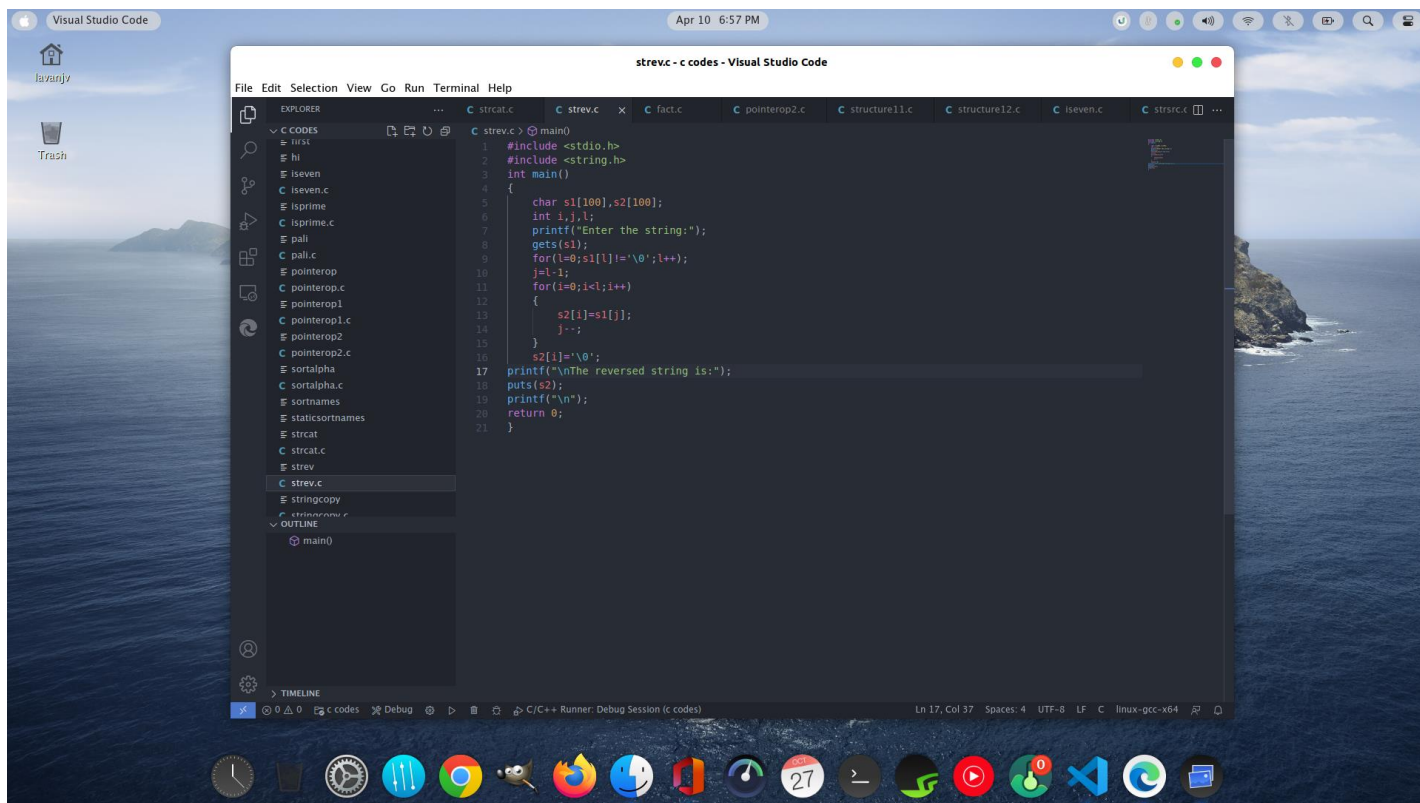 Visual Studio Code
Apr 10 6:57 PM
lavanjv
Trash
strev.c - c codes - Visual Studio Code
File Edit Selection View Go Run Terminal Help
EXPLORER
strcat.c
strev.c
fact.c
pointerop2.c
structure11.c
structure12.c
iseven.c
strsrc.c
C CODES
first
hi
iseven
C iseven.c
isprime
C isprime.c
pali
C pali.c
pointerop
C pointerop.c
pointerop1
C pointerop1.c
pointerop2
C pointerop2.c
sortalpha
C sortalpha.c
sortnames
staticsortnames
strcat
C strcat.c
strev
C strev.c
stringcopy
C stringcopy.c
OUTLINE
main()
TIMELINE
C strev.c > main()
1 #include <stdio.h>
2 #include <string.h>
3 int main()
4 {
5 char s1[100],s2[100];
6 int i,j,l;
7 printf("Enter the string:");
8 gets(s1);
9 for(l=0;s1[l]!='\0';l++);
10 j=l-1;
11 for(i=0;i<l;i++)
12 {
13 s2[i]=s1[j];
14 j--;
15 }
16 s2[i]='\0';
17 printf("\nThe reversed string is:");
18 puts(s2);
19 printf("\n");
20 return 0;
21 }
0 0 c codes Debug C/C++ Runner: Debug Session (c codes)
Ln 17, Col 37 Spaces: 4 UTF-8 LF C linux-gcc-x64
OCT
27
0